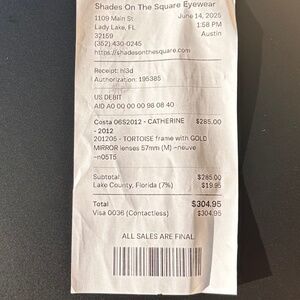 Shades On The Square Eyewear
1109 Main St
June 14, 2025
Lady Lake, FL
1:58 PM
32159
Austin
(352) 430-0245
https://shadesonthesquare.com
Receipt: hl3d
Authorization: 195385
US DEBIT
AID A0 00 00 00 98 08 40
Costa 06S2012 - CATHERINE $285.00
- 2012
201205 - TORTOISE frame with GOLD
MIRROR lenses 57mm (M) ~neuve
~n05T5
Subtotal $285.00
Lake County, Florida (7%) $19.95
Total $304.95
Visa 0036 (Contactless) $304.95
ALL SALES ARE FINAL